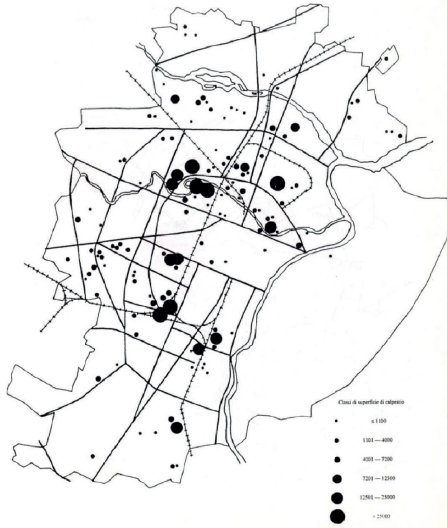 Classi di superficie di calpestio
≤ 1100
1101 — 4000
4001 — 7200
7201 — 12500
12501 — 25000
> 25000